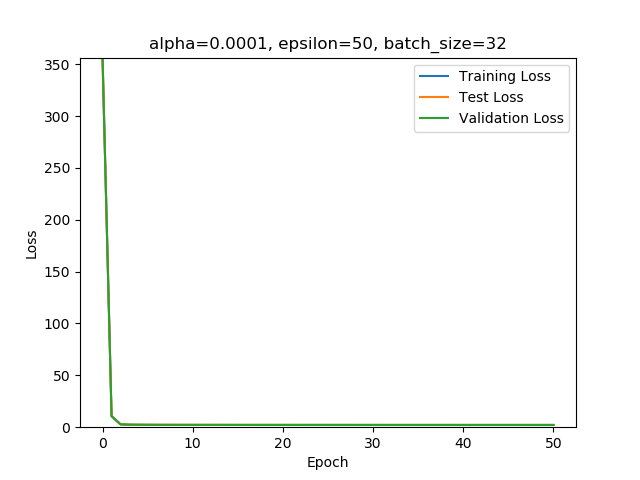 alpha=0.0001, epsilon=50, batch_size=32
Training Loss
Test Loss
Validation Loss
Loss
350
300
250
200
150
100
50
0
0 10 20 30 40 50
Epoch